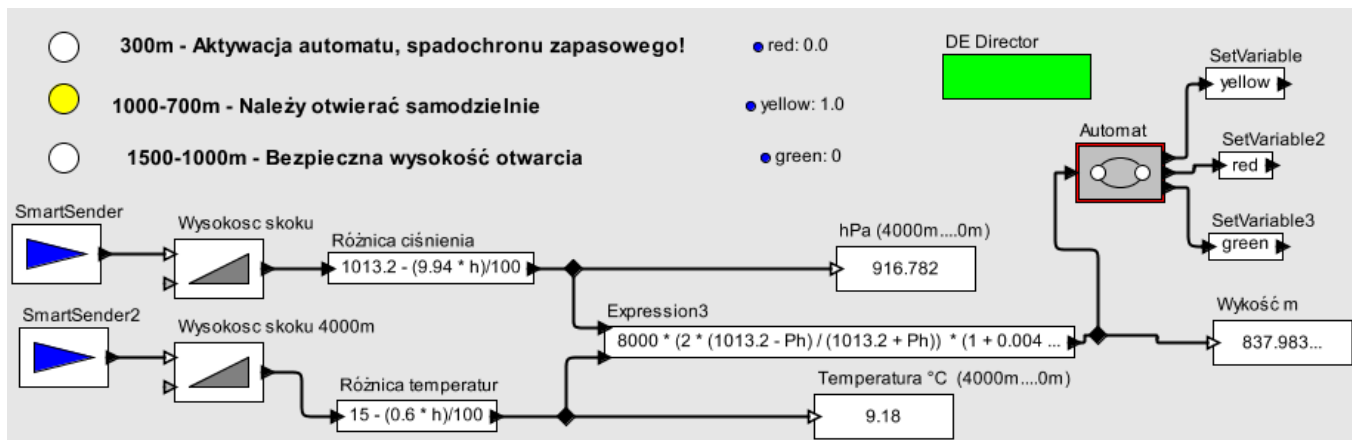 300m - Aktywacja automatu, spadochronu zapasowego!
red: 0.0
DE Director
SetVariable
yellow
1000-700m - Należy otwierać samodzielnie
yellow: 1.0
Automat
SetVariable2
red
1500-1000m - Bezpieczna wysokość otwarcia
green: 0
SetVariable3
green
SmartSender
Wysokosc skoku
Różnica ciśnienia
1013.2 - (9.94 * h)/100
hPa (4000m....0m)
916.782
SmartSender2
Wysokosc skoku 4000m
Expression3
8000 * (2 * (1013.2 - Ph) / (1013.2 + Ph)) * (1 + 0.004 ...
Wykość m
837.983...
Różnica temperatur
15 - (0.6 * h)/100
Temperatura °C (4000m....0m)
9.18